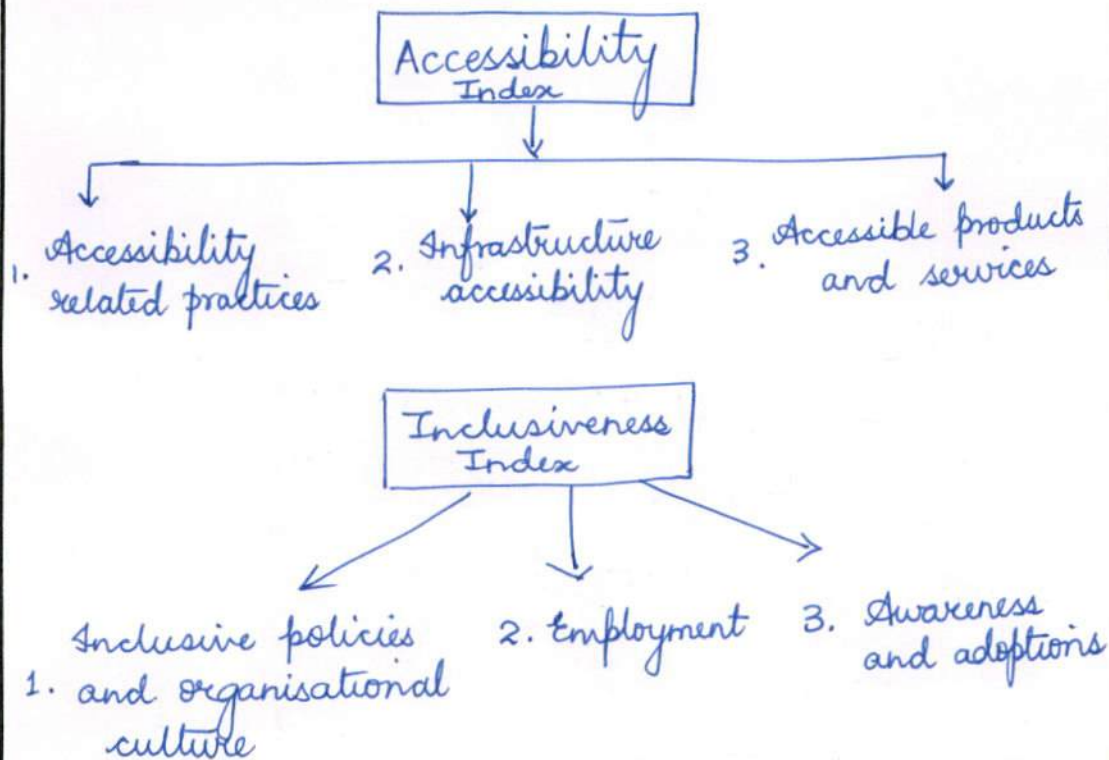 Accessibility
Index
1. Accessibility
related practices
2. Infrastructure
accessibility
3. Accessible products
and services
Inclusiveness
Index
1. Inclusive policies
and organisational
culture
2. Employment
3. Awareness
and adoptions